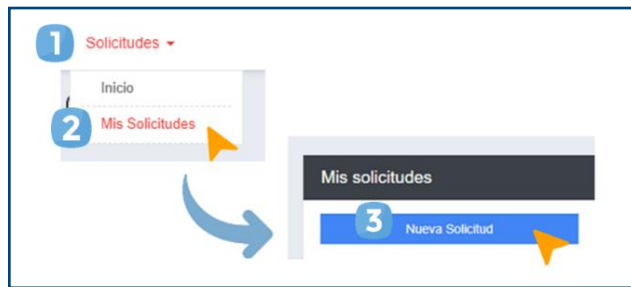 1 Solicitudes
Inicio
2 Mis Solicitudes
Mis solicitudes
3 Nueva Solicitud